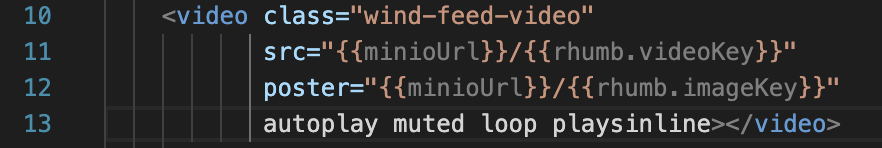 10 <video class="wind-feed-video"
11 src="{{minioUrl}}/{{rhumb.videoKey}}"
12 poster="{{minioUrl}}/{{rhumb.imageKey}}"
13 autoplay muted loop playsinline></video>